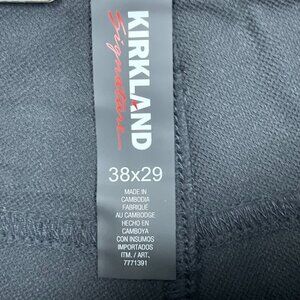 KIRKLAND
Signature
38x29
MADE IN
CAMBODIA
FABRIQUÉ
AU CAMBODGE
HECHO EN
CAMBOYA
CON INSUMOS
IMPORTADOS
ITM. / ART.
7771391